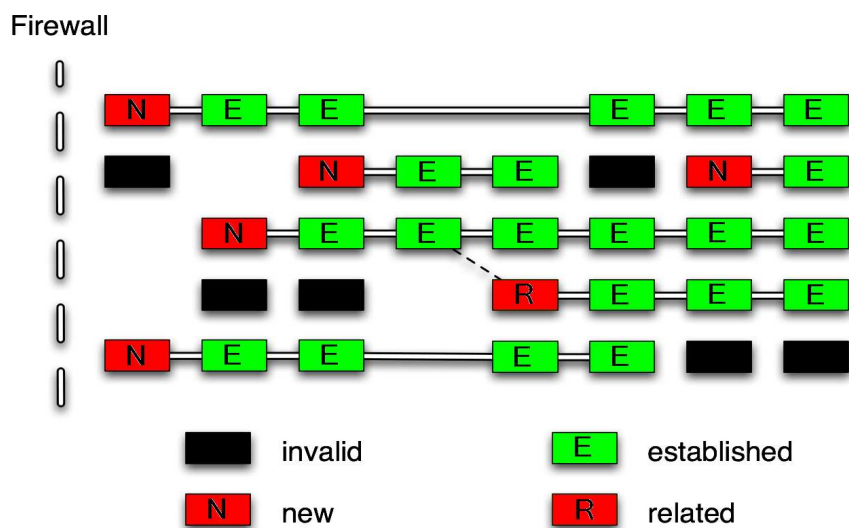 Firewall
N E E E E E
N E E N E
N E E E E E E
R E E E
N E E E E
invalid E established
N new R related